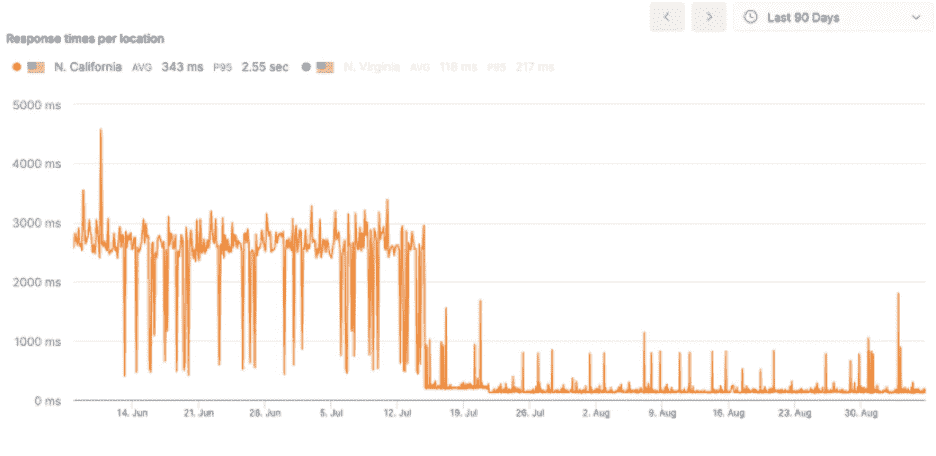 Last 90 Days
Response times per location
N. California AVG 343 ms P95 2.55 sec N. Virginia AVG 118 ms P95 217 ms
5000 ms
4000 ms
3000 ms
2000 ms
1000 ms
0 ms
14. Jun 21. Jun 28. Jun 5. Jul 12. Jul 19. Jul 26. Jul 2. Aug 9. Aug 16. Aug 23. Aug 30. Aug